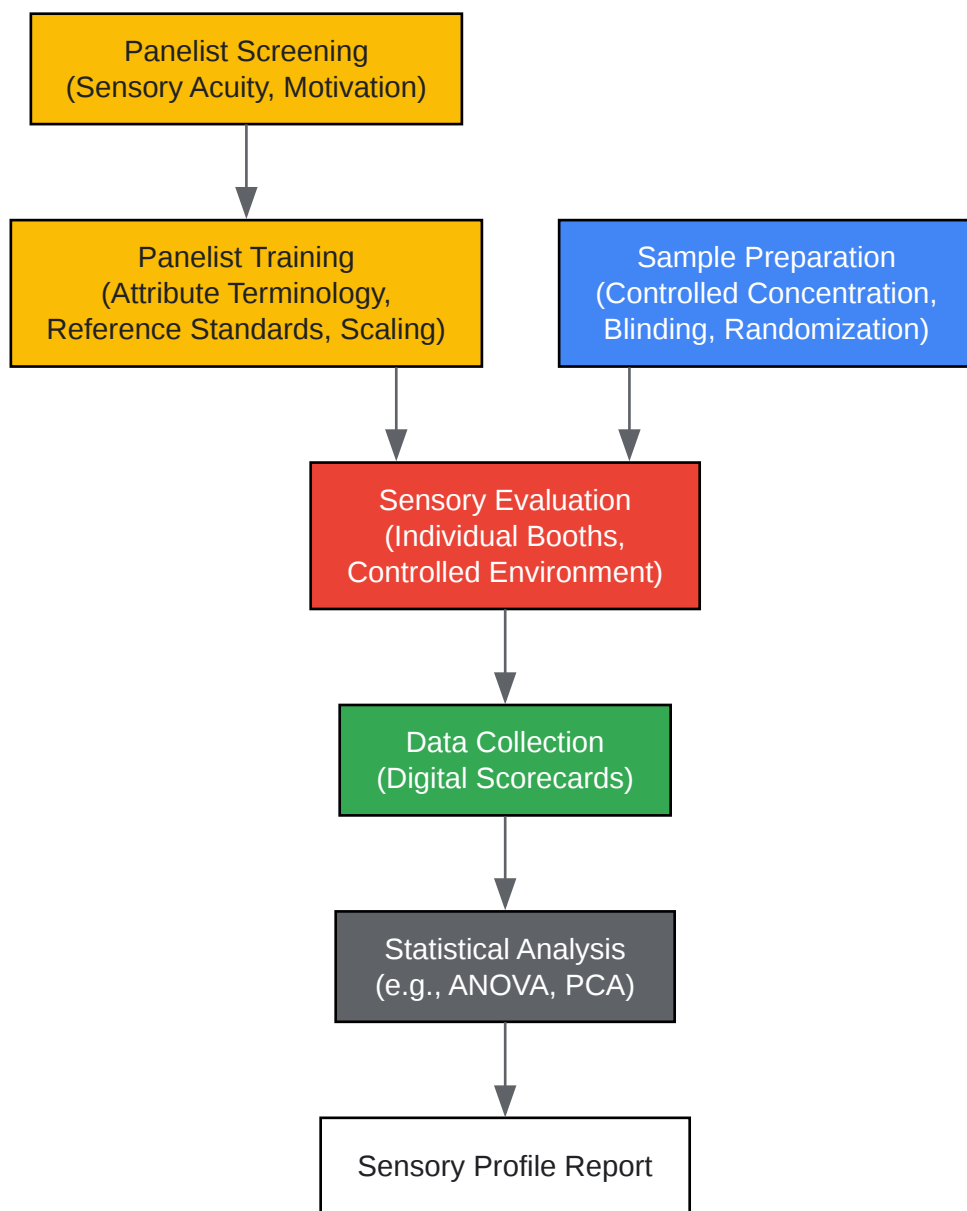 Panelist Screening
(Sensory Acuity, Motivation)
Panelist Training
(Attribute Terminology,
Reference Standards, Scaling)
Sample Preparation
(Controlled Concentration,
Blinding, Randomization)
Sensory Evaluation
(Individual Booths,
Controlled Environment)
Data Collection
(Digital Scorecards)
Statistical Analysis
(e.g., ANOVA, PCA)
Sensory Profile Report